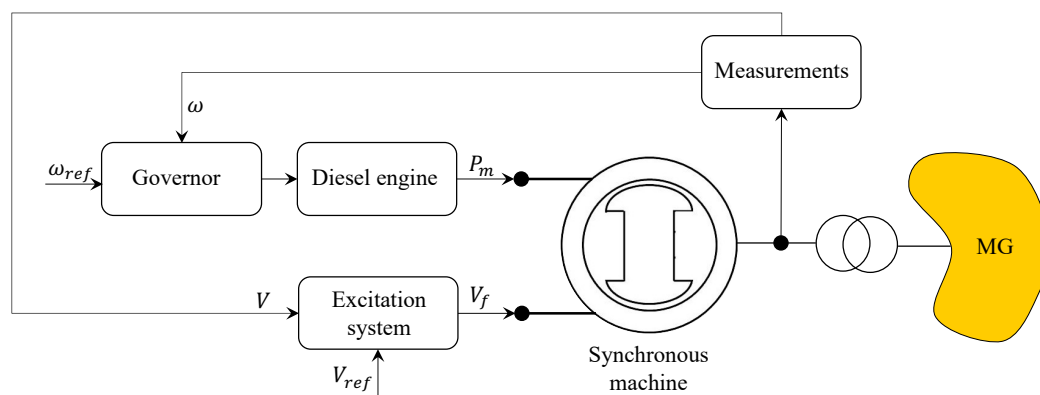 Measurements
ω
ω_ref
Governor
Diesel engine
P_m
MG
V
Excitation
system
V_f
V_ref
Synchronous
machine